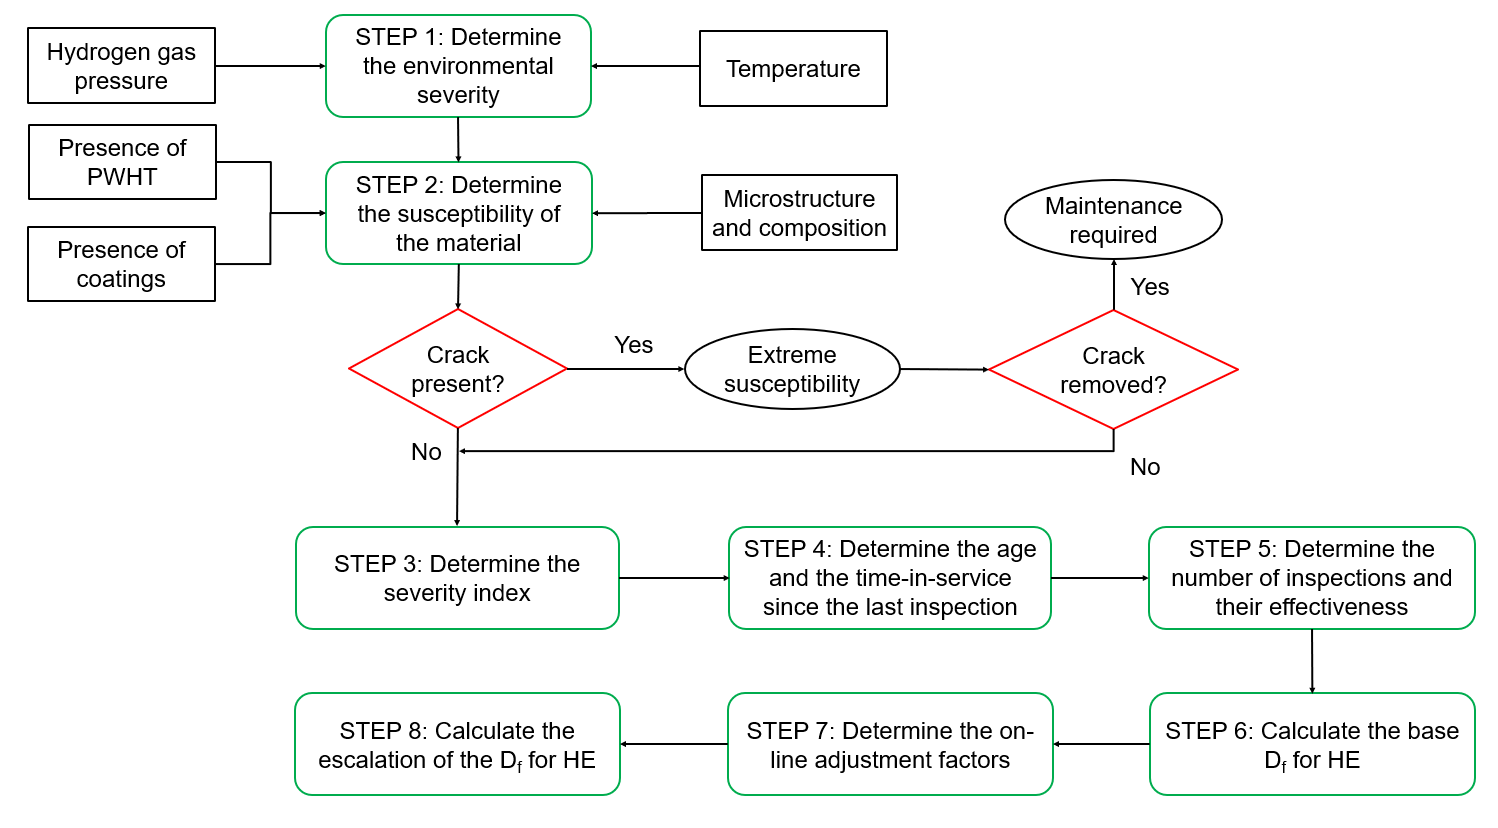 Hydrogen gas
pressure
STEP 1: Determine
the environmental
severity
Temperature
Presence of
PWHT
STEP 2: Determine
the susceptibility of
the material
Microstructure
and composition
Presence of
coatings
Maintenance
required
Yes
Crack
present?
Yes
Extreme
susceptibility
Crack
removed?
No
No
STEP 3: Determine the
severity index
STEP 4: Determine the age
and the time-in-service
since the last inspection
STEP 5: Determine the
number of inspections and
their effectiveness
STEP 8: Calculate the
escalation of the Df for HE
STEP 7: Determine the on-
line adjustment factors
STEP 6: Calculate the base
Df for HE